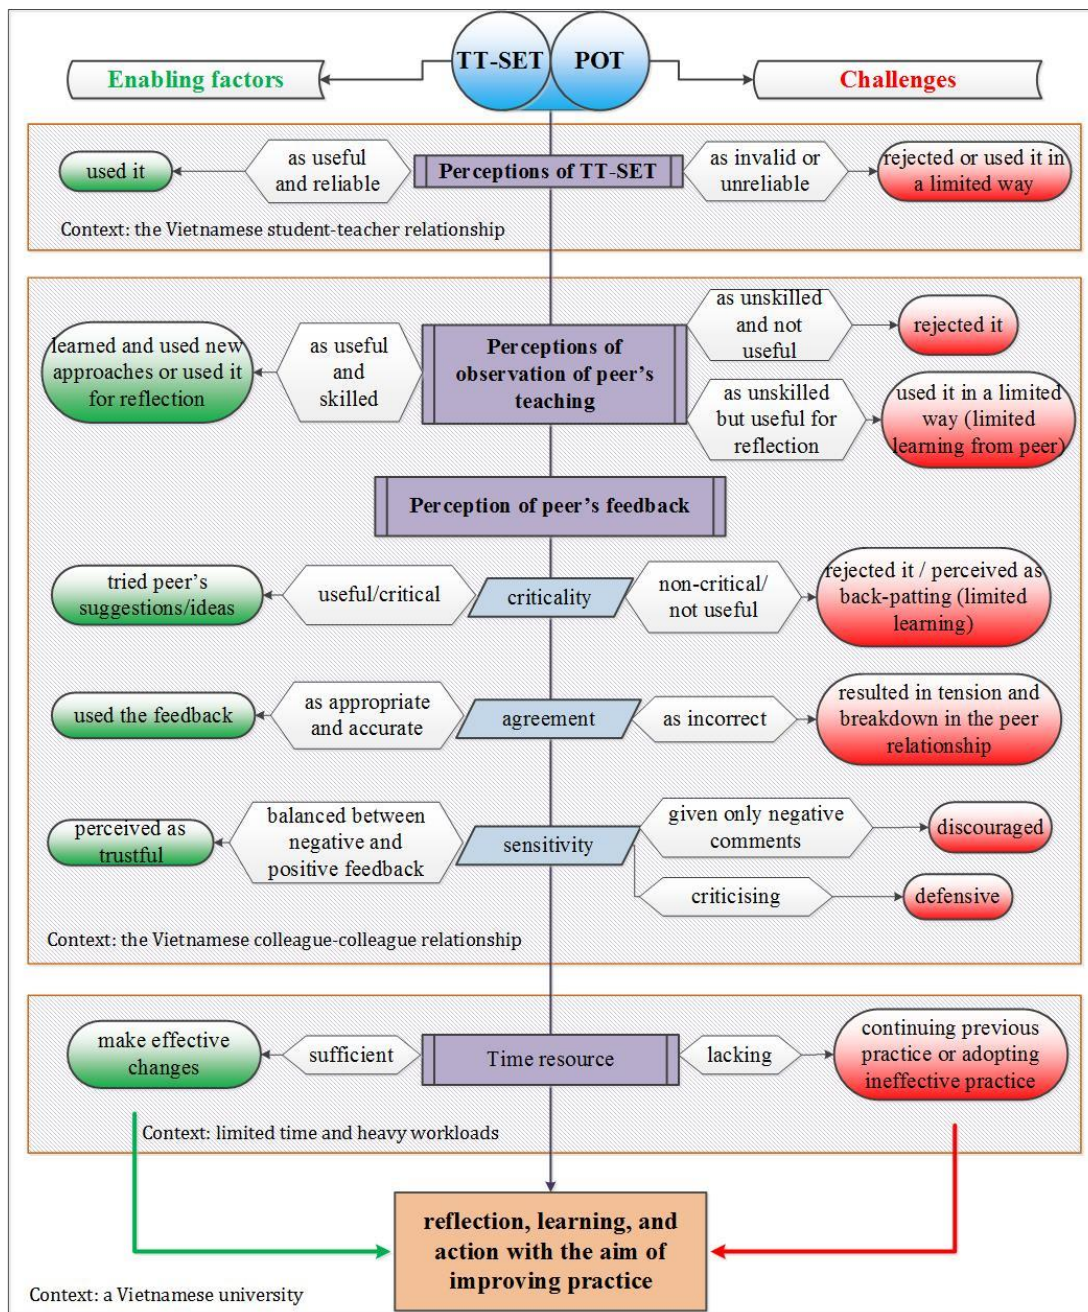 TT-SET
POT
Enabling factors
Challenges
used it
as useful
and reliable
Perceptions of TT-SET
as invalid or
unreliable
rejected or used it in
a limited way
Context: the Vietnamese student-teacher relationship
learned and used new
approaches or used it
for reflection
as useful
and
skilled
Perceptions of
observation of peer's
teaching
as unskilled
and not
useful
rejected it
as unskilled
but useful for
reflection
used it in a limited
way (limited
learning from peer)
Perception of peer's feedback
tried peer's
suggestions/ideas
useful/critical
criticality
non-critical/
not useful
rejected it / perceived as
back-patting (limited
learning)
used the feedback
as appropriate
and accurate
agreement
as incorrect
resulted in tension and
breakdown in the peer
relationship
perceived as
trustful
balanced between
negative and
positive feedback
sensitivity
given only negative
comments
discouraged
criticising
defensive
Context: the Vietnamese colleague-colleague relationship
make effective
changes
sufficient
Time resource
lacking
continuing previous
practice or adopting
ineffective practice
Context: limited time and heavy workloads
reflection, learning, and
action with the aim of
improving practice
Context: a Vietnamese university